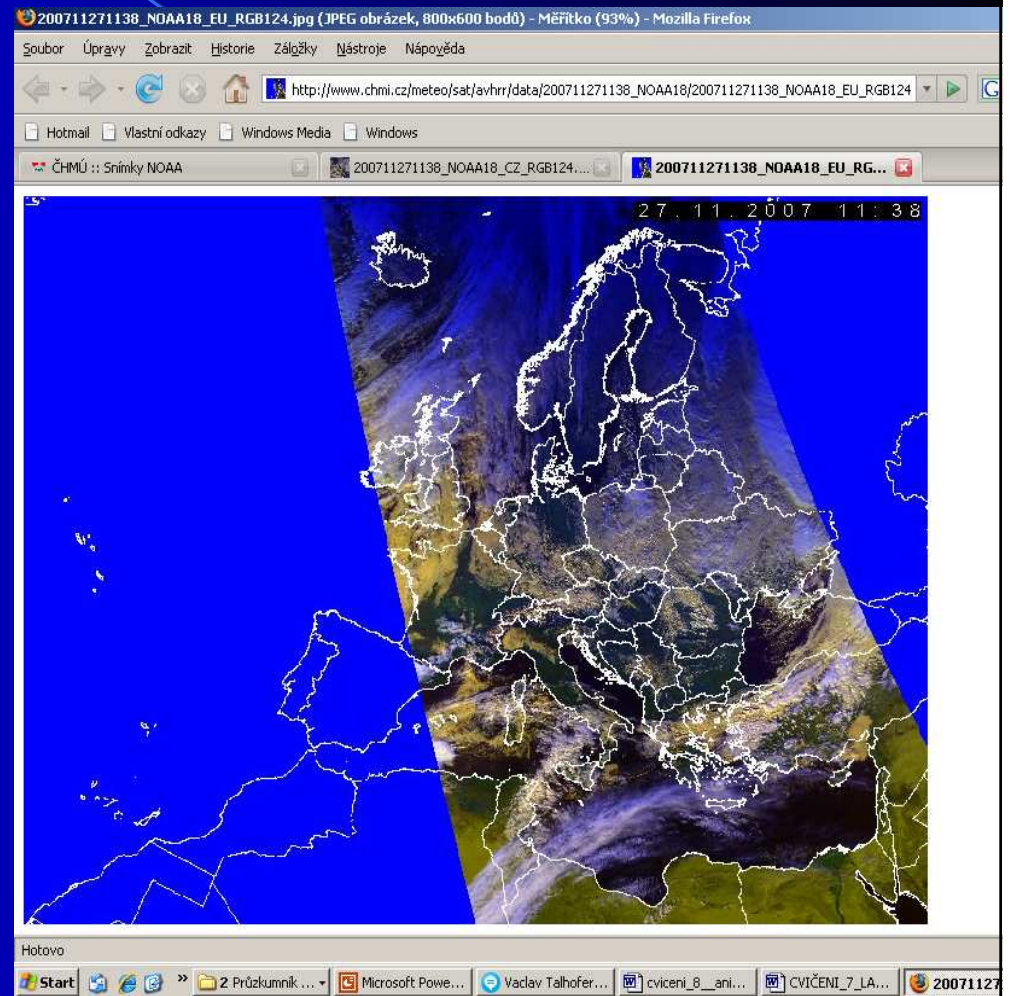 200711271138_NOAA18_EU_RGB124.jpg (JPEG obrázek, 800x600 bodů) - Měřítko (93%) - Mozilla Firefox
Soubor Úpravy Zobrazit Historie Záložky Nástroje Nápověda
http://www.chmi.cz/meteo/sat/avhrr/data/200711271138_NOAA18/200711271138_NOAA18_EU_RGB124 G
Hotmail Vlastní odkazy Windows Media Windows
ČHMÚ :: Snímky NOAA 200711271138_NOAA18_CZ_RGB124.... 200711271138_NOAA18_EU_RG...
27.11.2007 11:38
Hotovo
Start » 2 Průzkumník ... Microsoft Powe... Vaclav Talhofer... cviceni_8__ani... CVIČENI_7_LA... 20071127